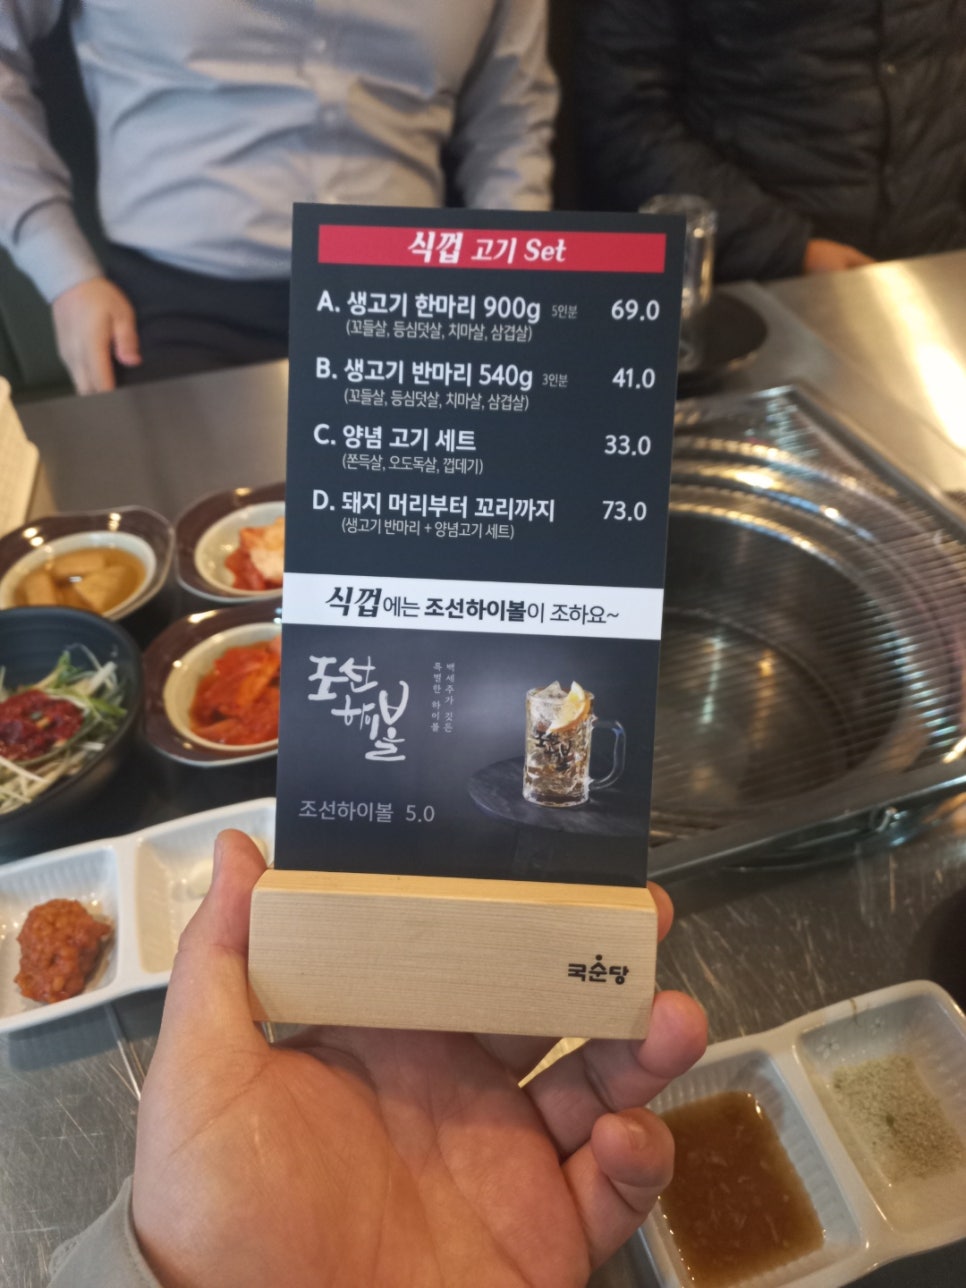 식껍 고기 Set
A. 생고기 한마리 900g 5인분 69.0
(꼬들살, 등심덧살, 치마살, 삼겹살)
B. 생고기 반마리 540g 3인분 41.0
(꼬들살, 등심덧살, 치마살, 삼겹살)
C. 양념 고기 세트 33.0
(쫀득살, 오도독살, 껍데기)
D. 돼지 머리부터 꼬리까지 73.0
(생고기 반마리 + 양념고기 세트)
식껍에는 조선하이볼이 조하요~
조선
하이볼
백세주가 깃든
특별한 하이볼
조선하이볼 5.0
국순당